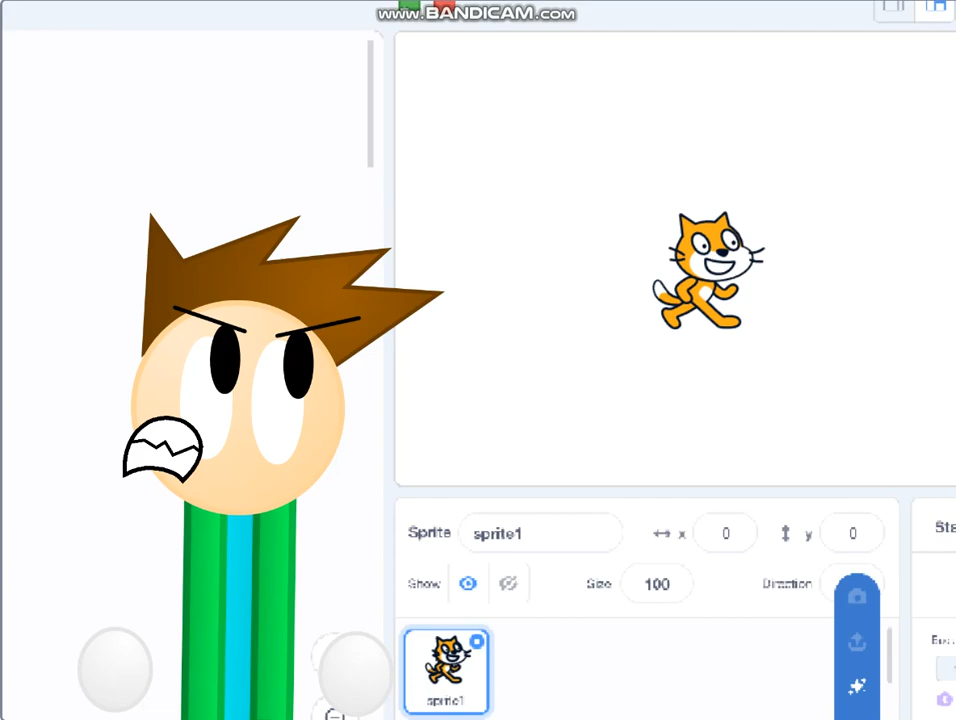 www.BANDICAM.com
Sprite sprite1 x 0 y 0
Show Size 100 Direction
sprite1